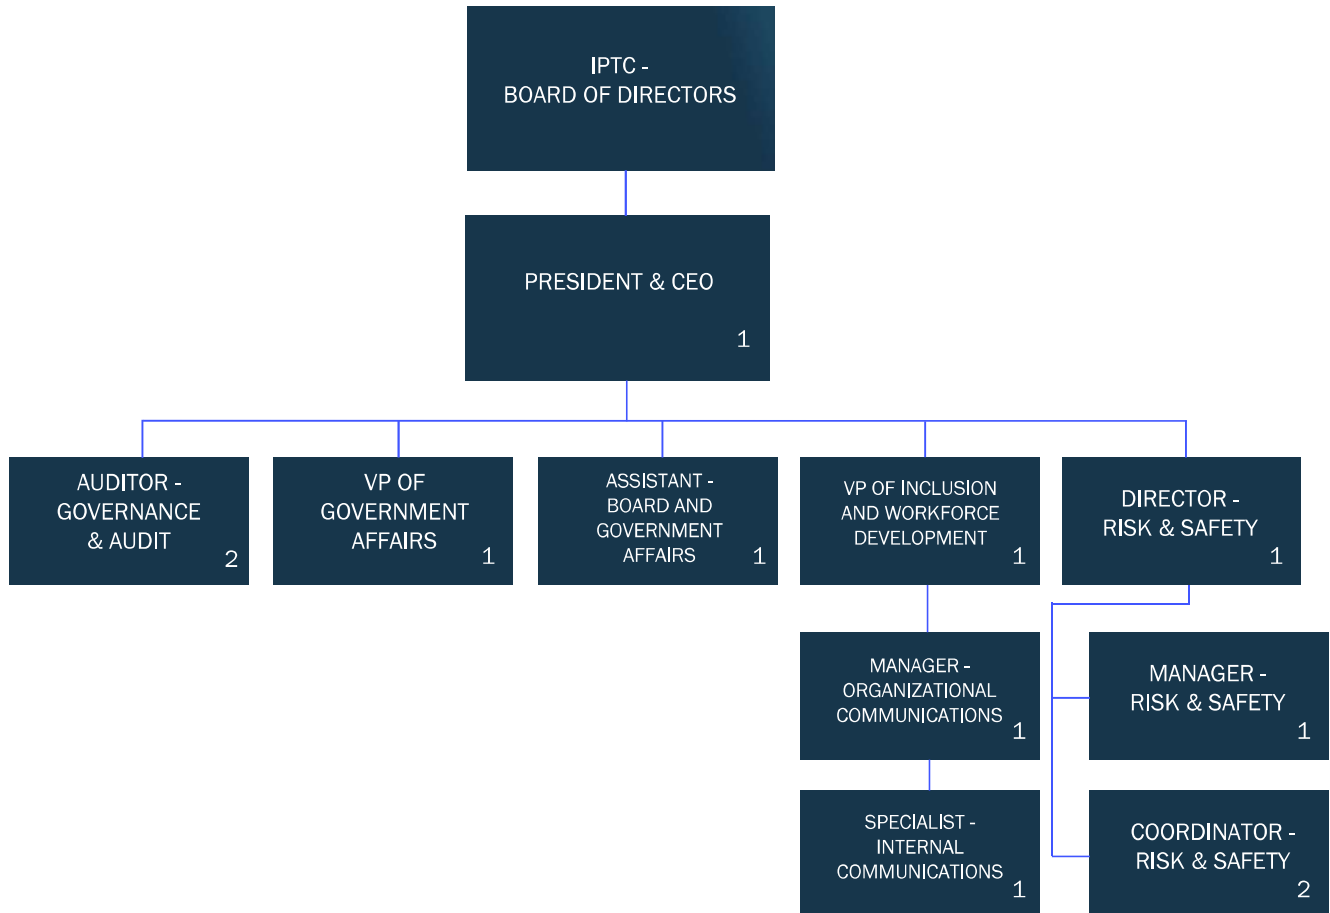 IPTC -
BOARD OF DIRECTORS
PRESIDENT & CEO
1
AUDITOR -
GOVERNANCE
& AUDIT
2
VP OF
GOVERNMENT
AFFAIRS
1
ASSISTANT -
BOARD AND
GOVERNMENT
AFFAIRS
1
VP OF INCLUSION
AND WORKFORCE
DEVELOPMENT
1
DIRECTOR -
RISK & SAFETY
1
MANAGER -
ORGANIZATIONAL
COMMUNICATIONS
1
MANAGER -
RISK & SAFETY
1
SPECIALIST -
INTERNAL
COMMUNICATIONS
1
COORDINATOR -
RISK & SAFETY
2